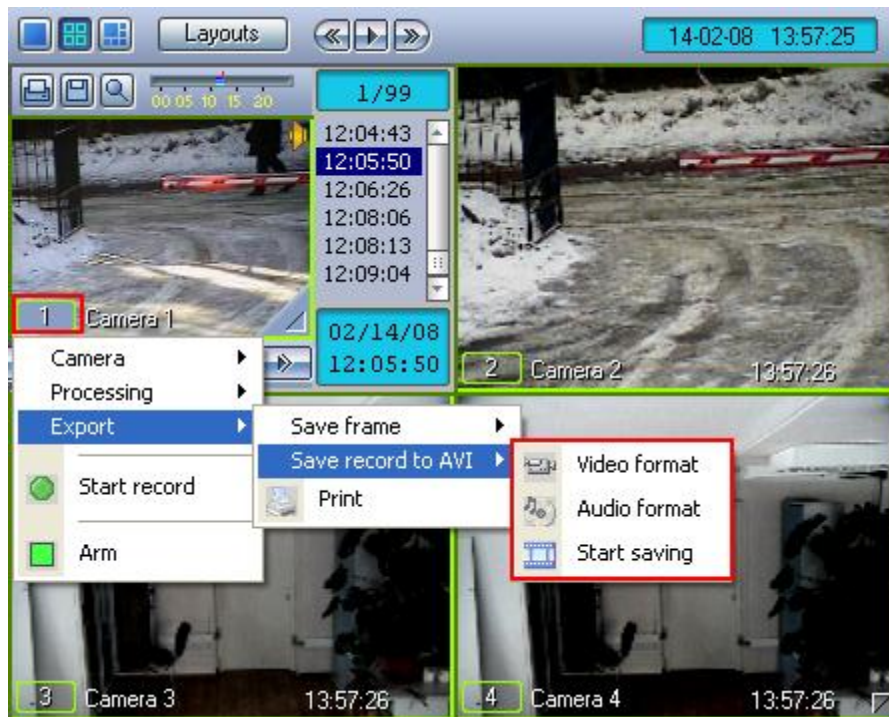 Layouts
14-02-08 13:57:25
00 05 10 15 20
1/99
12:04:43
12:05:50
12:06:26
12:08:06
12:08:13
12:09:04
02/14/08
12:05:50
1 Camera 1
2 Camera 2 13:57:26
Camera
Processing
Export
Start record
Arm
Save frame
Save record to AVI
Print
Video format
Audio format
Start saving
3 Camera 3 13:57:26
4 Camera 4 13:57:26